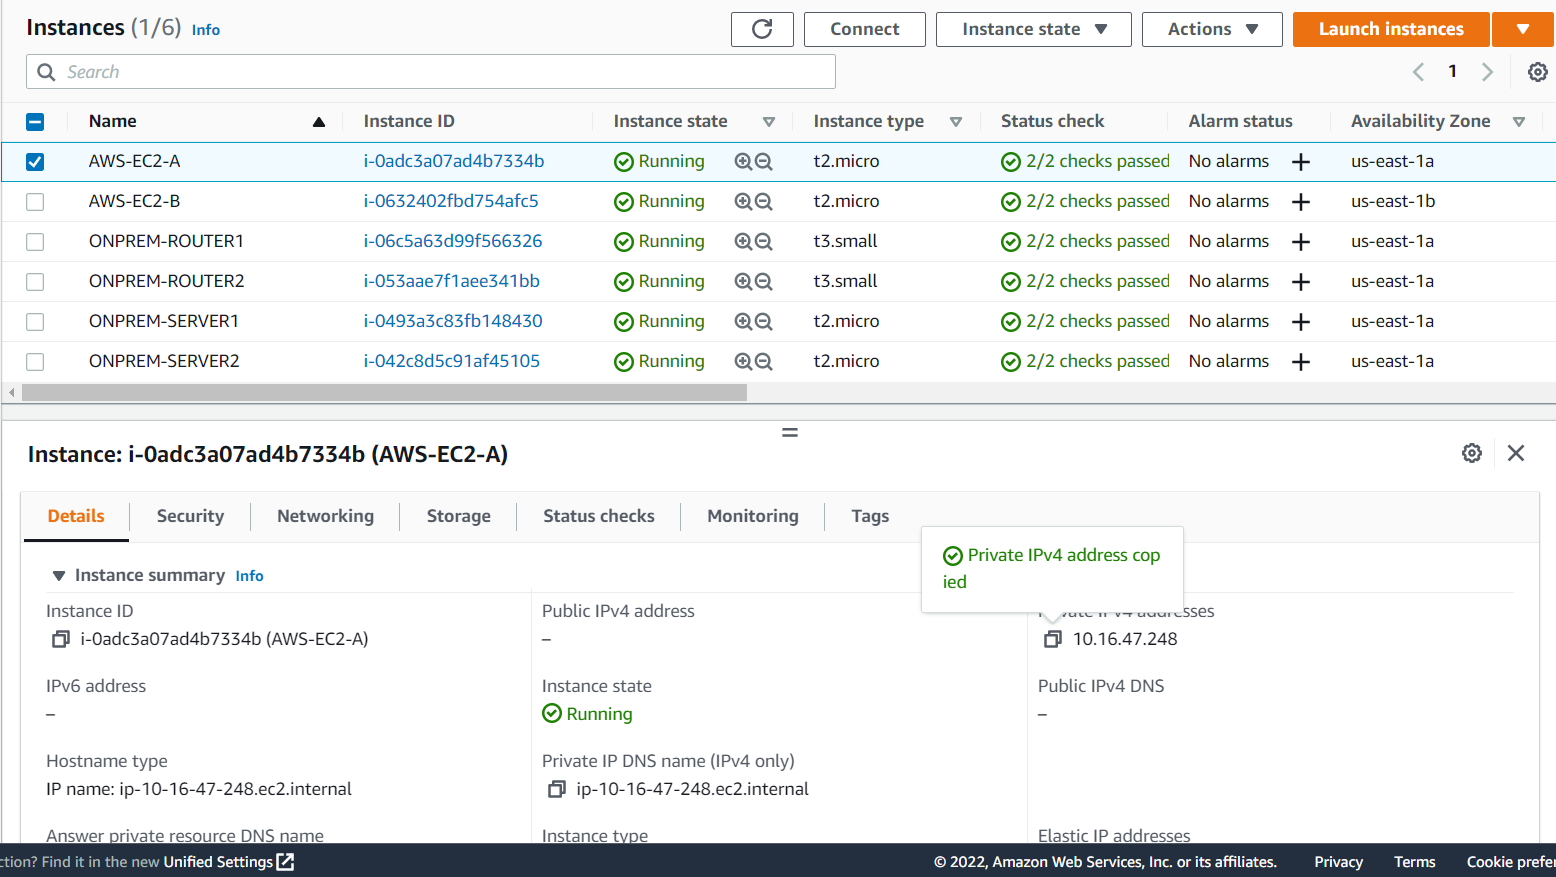 Instances (1/6) Info
Connect
Instance state
Actions
Launch instances
Search
1
Name Instance ID Instance state Instance type Status check Alarm status Availability Zone
AWS-EC2-A i-0adc3a07ad4b7334b Running t2.micro 2/2 checks passed No alarms us-east-1a
AWS-EC2-B i-0632402fbd754afc5 Running t2.micro 2/2 checks passed No alarms us-east-1b
ONPREM-ROUTER1 i-06c5a63d99f566326 Running t3.small 2/2 checks passed No alarms us-east-1a
ONPREM-ROUTER2 i-053aae7f1aee341bb Running t3.small 2/2 checks passed No alarms us-east-1a
ONPREM-SERVER1 i-0493a3c83fb148430 Running t2.micro 2/2 checks passed No alarms us-east-1a
ONPREM-SERVER2 i-042c8d5c91af45105 Running t2.micro 2/2 checks passed No alarms us-east-1a
Instance: i-0adc3a07ad4b7334b (AWS-EC2-A)
Details Security Networking Storage Status checks Monitoring Tags
Private IPv4 address cop
ied
Instance summary Info
Instance ID
i-0adc3a07ad4b7334b (AWS-EC2-A)
Public IPv4 address
–
Private IPv4 addresses
10.16.47.248
IPv6 address
–
Instance state
Running
Public IPv4 DNS
–
Hostname type
IP name: ip-10-16-47-248.ec2.internal
Private IP DNS name (IPv4 only)
ip-10-16-47-248.ec2.internal
Answer private resource DNS name
Instance type
Elastic IP addresses
ction? Find it in the new Unified Settings
© 2022, Amazon Web Services, Inc. or its affiliates. Privacy Terms Cookie prefer